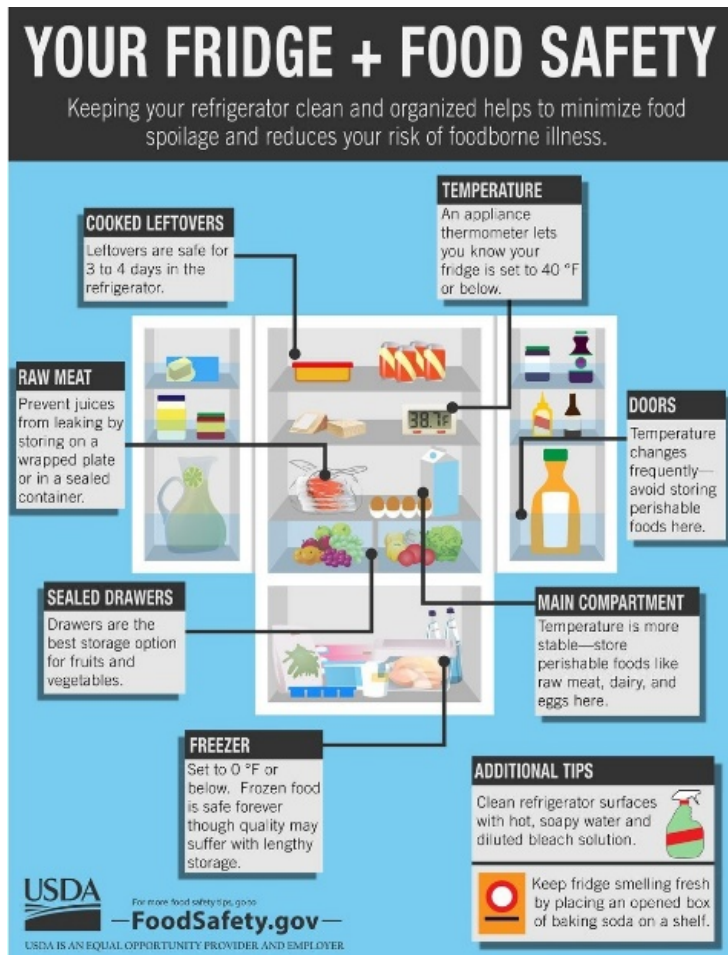 YOUR FRIDGE + FOOD SAFETY
Keeping your refrigerator clean and organized helps to minimize food
spoilage and reduces your risk of foodborne illness.
TEMPERATURE
An appliance
thermometer lets
you know your
fridge is set to 40 °F
or below.
COOKED LEFTOVERS
Leftovers are safe for
3 to 4 days in the
refrigerator.
RAW MEAT
Prevent juices
from leaking by
storing on a
wrapped plate
or in a sealed
container.
38.7F
DOORS
Temperature
changes
frequently—
avoid storing
perishable
foods here.
SEALED DRAWERS
Drawers are the
best storage option
for fruits and
vegetables.
MAIN COMPARTMENT
Temperature is more
stable—store
perishable foods like
raw meat, dairy, and
eggs here.
FREEZER
Set to 0 °F or
below. Frozen food
is safe forever
though quality may
suffer with lengthy
storage.
ADDITIONAL TIPS
Clean refrigerator surfaces
with hot, soapy water and
diluted bleach solution.
Keep fridge smelling fresh
by placing an opened box
of baking soda on a shelf.
USDA
For more food safety tips, go to
—FoodSafety.gov—
USDA IS AN EQUAL OPPORTUNITY PROVIDER AND EMPLOYER